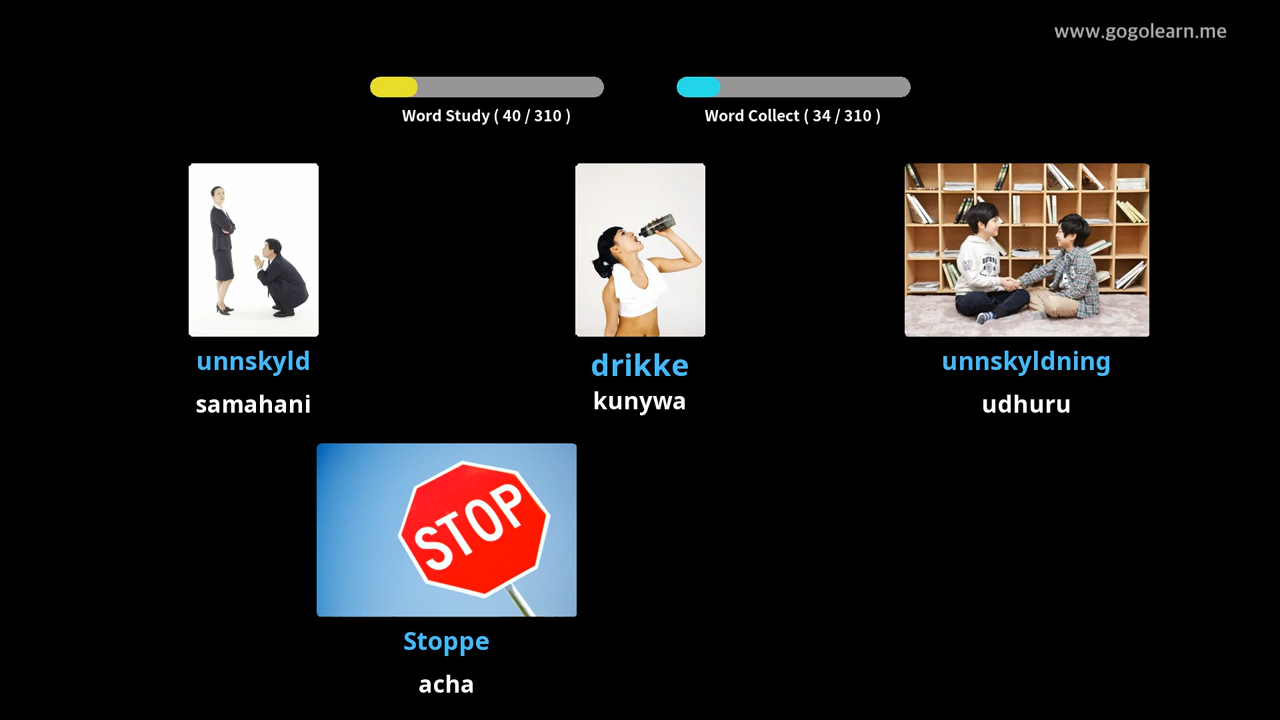 www.gogolearn.me
Word Study ( 40 / 310 )
Word Collect ( 34 / 310 )
unnskyld
samahani
drikke
kunywa
unnskyldning
udhuru
STOP
Stoppe
acha